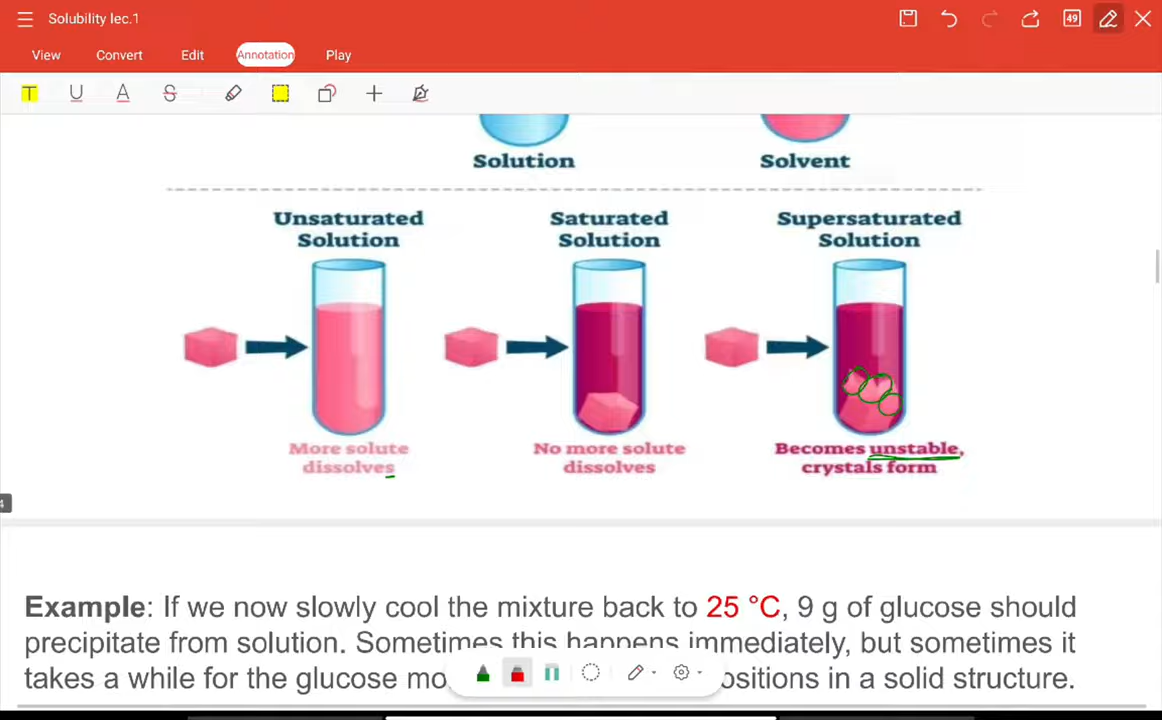 Solubility lec.1
49
View Convert Edit Annotation Play
T U A S
Solution Solvent
Unsaturated Solution
Saturated Solution
Supersaturated Solution
More solute dissolves
No more solute dissolves
Becomes unstable, crystals form
4
Example: If we now slowly cool the mixture back to 25 °C, 9 g of glucose should
precipitate from solution. Sometimes this happens immediately, but sometimes it
takes a while for the glucose positions in a solid structure.